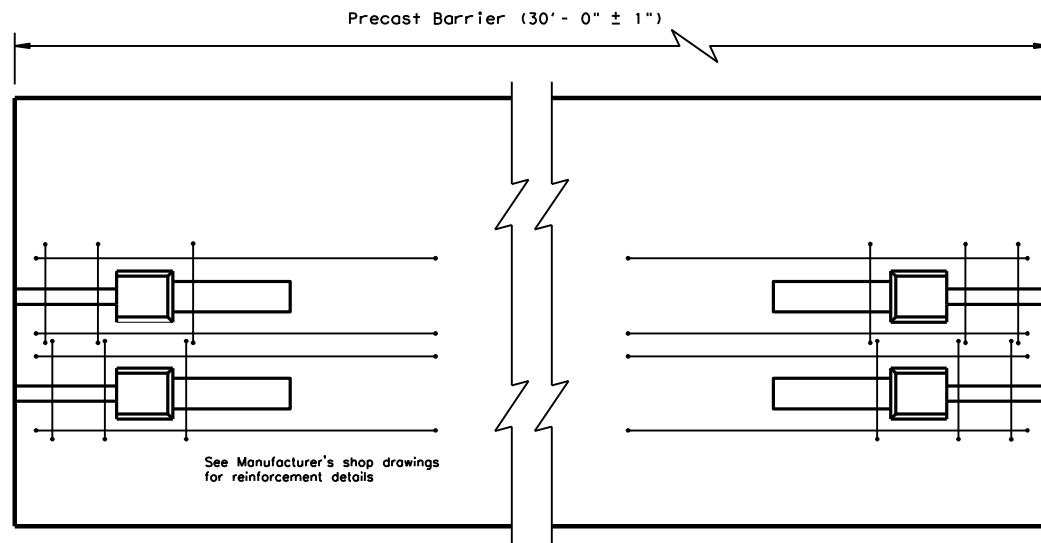 Precast Barrier (30'- 0" ± 1")
See Manufacturer's shop drawings
for reinforcement details